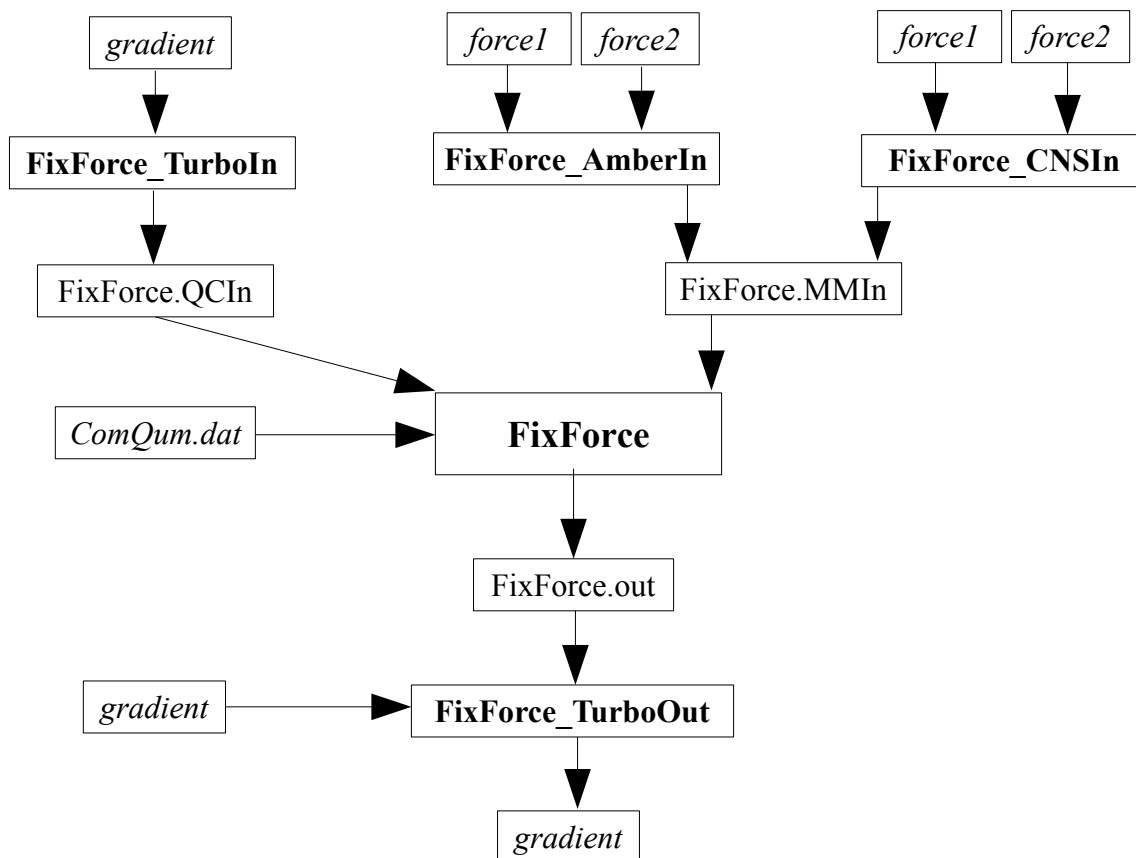 gradient
force1
force2
force1
force2
FixForce_TurboIn
FixForce_AmberIn
FixForce_CNSIn
FixForce.QCIn
FixForce.MMIn
ComQum.dat
FixForce
FixForce.out
gradient
FixForce_TurboOut
gradient